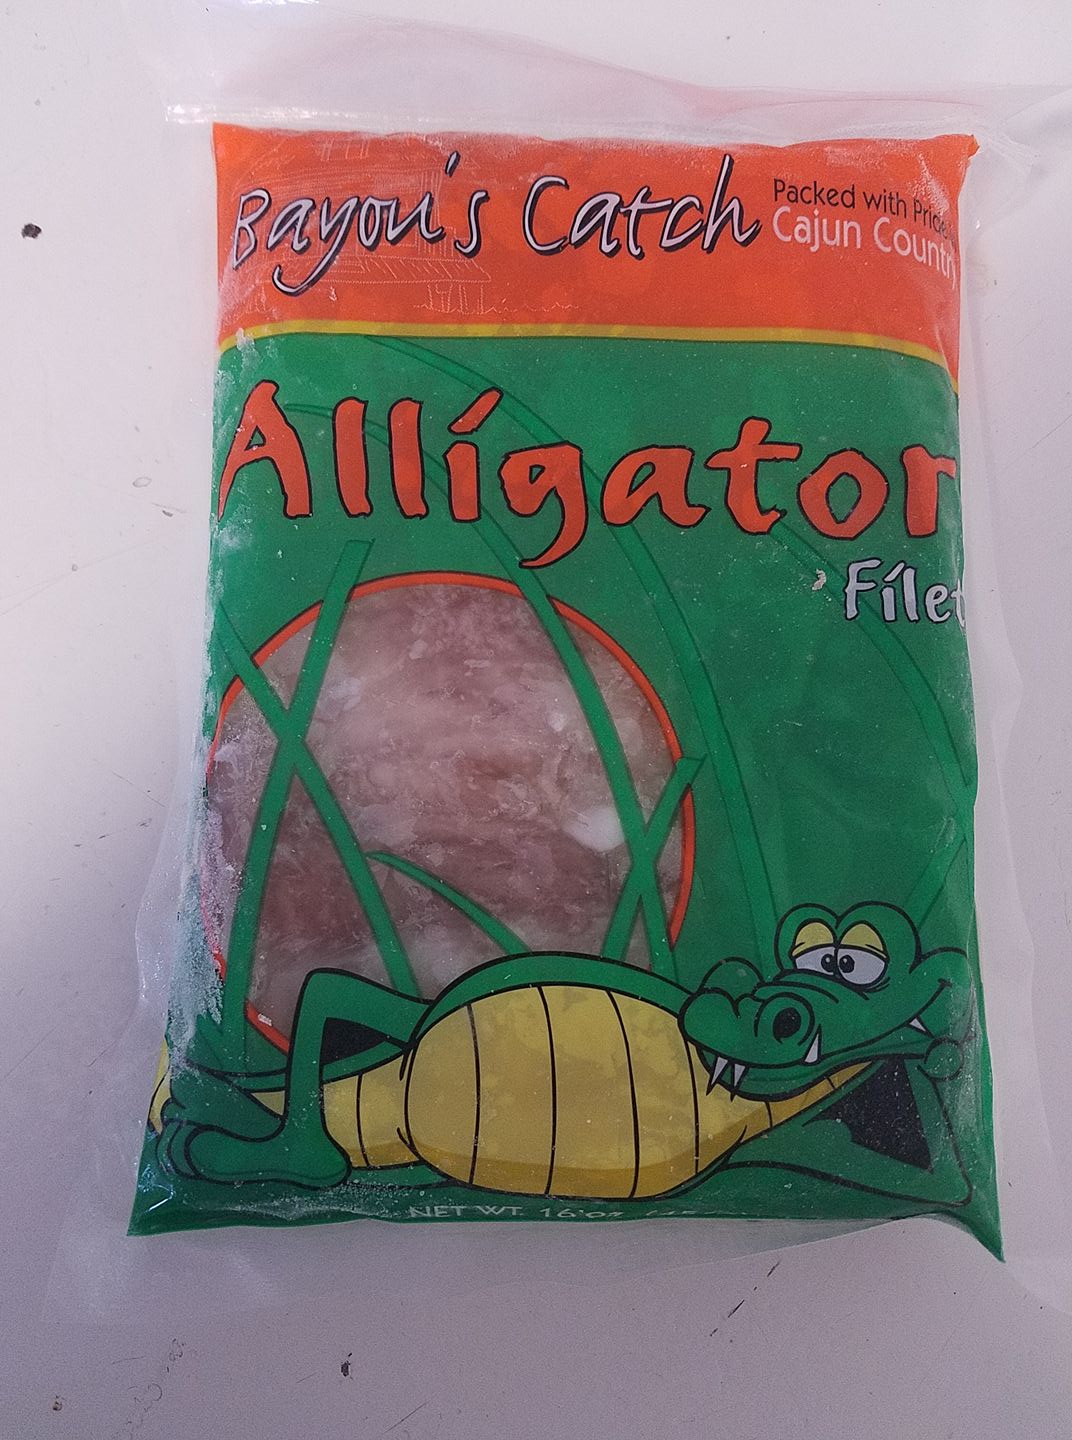 Bayou's Catch
Packed with Pride
Cajun Country
Alligator
Filet
NET WT. 16 oz.